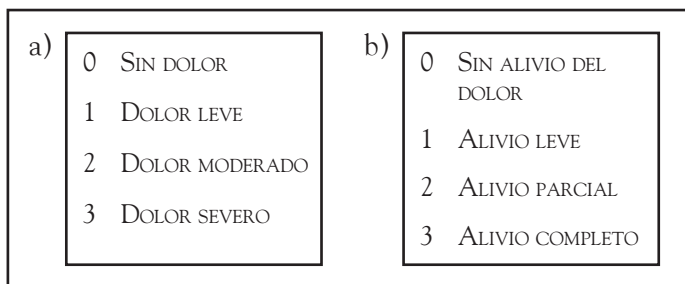 a)
0 Sin dolor
1 Dolor leve
2 Dolor moderado
3 Dolor severo
b)
0 Sin alivio del
dolor
1 Alivio leve
2 Alivio parcial
3 Alivio completo